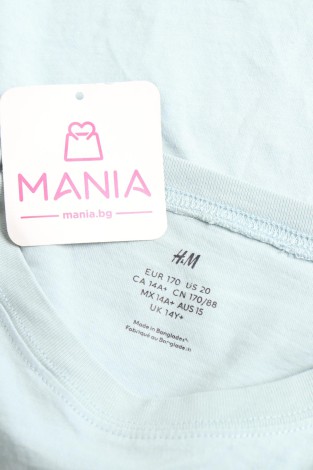 MANIA
mania.bg
H&M
EUR 170 US 20
CA 14A+ CN 170/88
MX 14A+ AUS 15
UK 14Y+
Made in Bangladesh
Fabriqué au Bangladesh